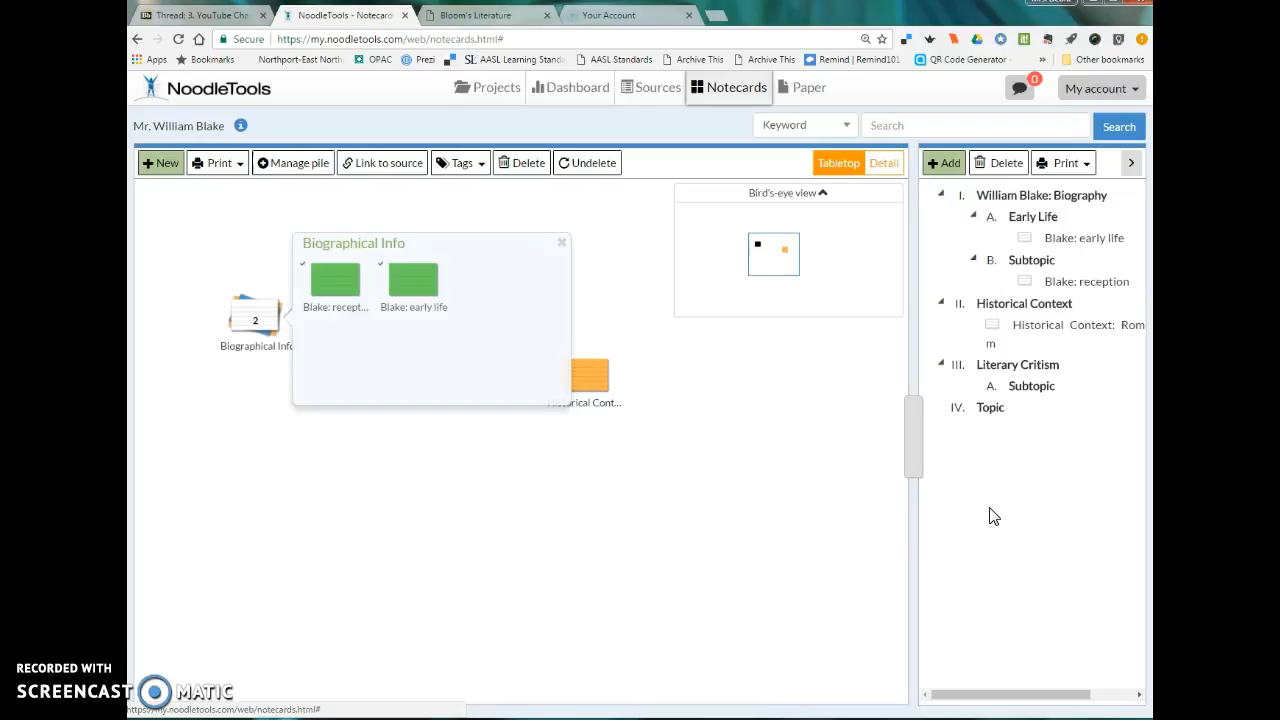 Thread: 3. YouTube Cha
NoodleTools - Notecard
Bloom's Literature
Your Account
Secure
https://my.noodletools.com/web/notecards.html#
Apps
Bookmarks
Northport-East North
OPAC
Prezi
AASL Learning Stand
AASL Standards
Archive This
Archive This
Remind | Remind101
QR Code Generator -
Other bookmarks
NoodleTools
Projects
Dashboard
Sources
Notecards
Paper
0
My account
Mr. William Blake
Keyword
Search
Search
New
Print
Manage pile
Link to source
Tags
Delete
Undelete
Tabletop
Detail
Add
Delete
Print
Bird's-eye view
Biographical Info
Blake: recept...
Blake: early life
2
Biographical Info
Historical Cont...
I. William Blake: Biography
A. Early Life
Blake: early life
B. Subtopic
Blake: reception
II. Historical Context
Historical Context: Rom
m
III. Literary Critism
A. Subtopic
IV. Topic
RECORDED WITH
SCREENCAST MATIC
https://my.noodletools.com/web/notecards.html#